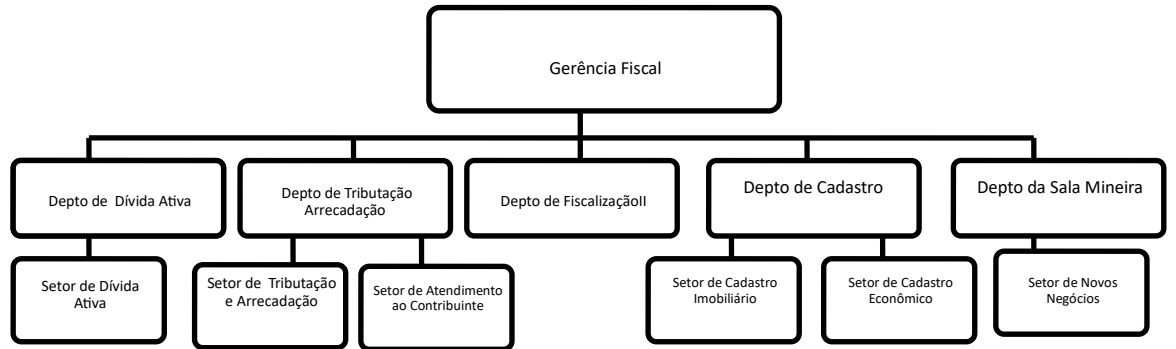 Gerência Fiscal
Depto de Dívida Ativa
Depto de Tributação
Arrecadação
Depto de FiscalizaçãoII
Depto de Cadastro
Depto da Sala Mineira
Setor de Dívida
Ativa
Setor de Tributação
e Arrecadação
Setor de Atendimento
ao Contribuinte
Setor de Cadastro
Imobiliário
Setor de Cadastro
Econômico
Setor de Novos
Negócios